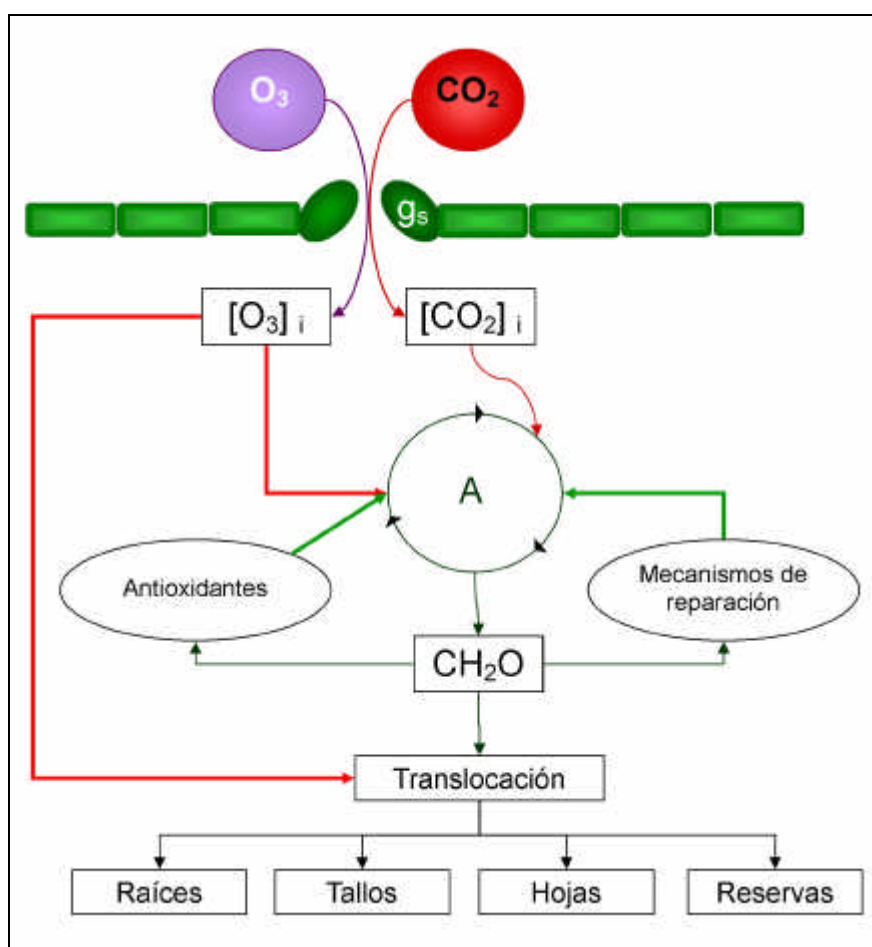 O₃
CO₂
gₛ
[O₃] i
[CO₂] i
A
Antioxidantes
Mecanismos de
reparación
CH₂O
Translocación
Raíces
Tallos
Hojas
Reservas